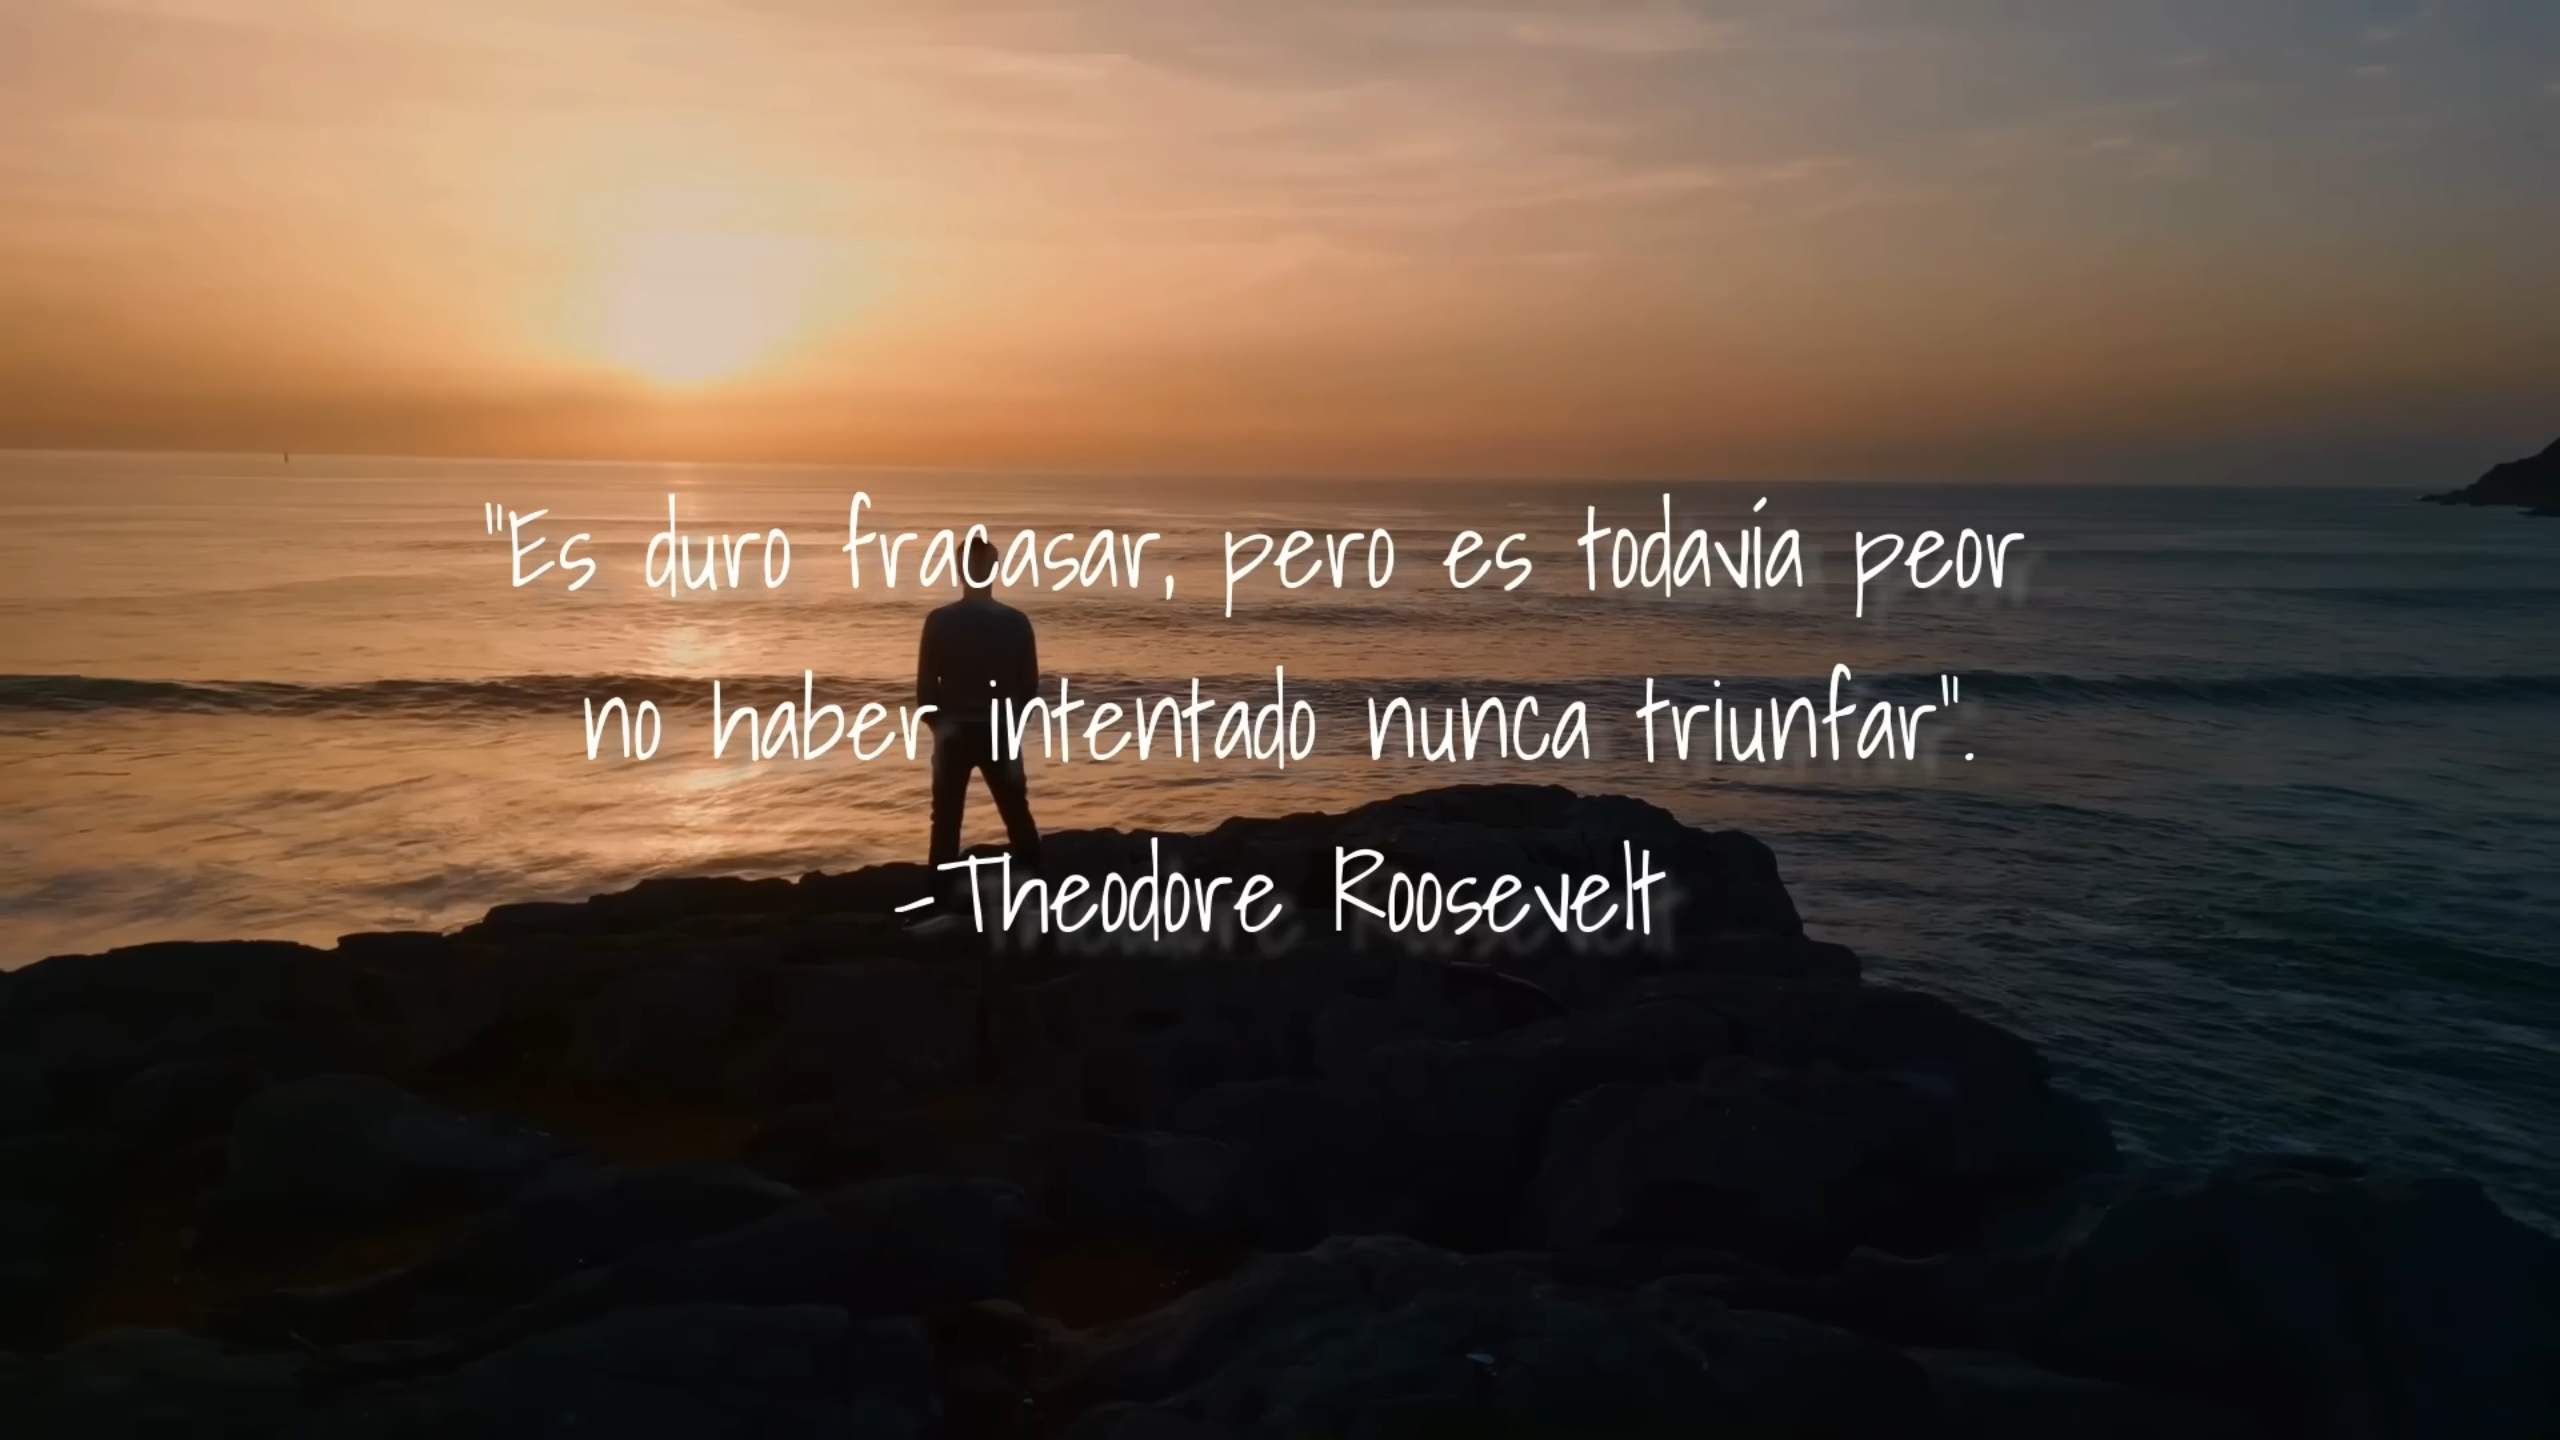 "Es duro fracasar, pero es todavía peor
no haber intentado nunca triunfar".
-Theodore Roosevelt